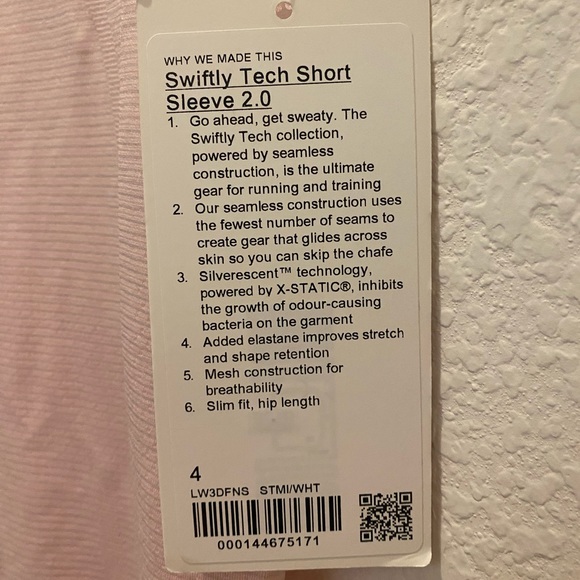 WHY WE MADE THIS
Swiftly Tech Short
Sleeve 2.0
1. Go ahead, get sweaty. The
Swiftly Tech collection,
powered by seamless
construction, is the ultimate
gear for running and training
2. Our seamless construction uses
the fewest number of seams to
create gear that glides across
skin so you can skip the chafe
3. Silverescent™ technology,
powered by X-STATIC®, inhibits
the growth of odour-causing
bacteria on the garment
4. Added elastane improves stretch
and shape retention
5. Mesh construction for
breathability
6. Slim fit, hip length
4
LW3DFNS STMI/WHT
000144675171